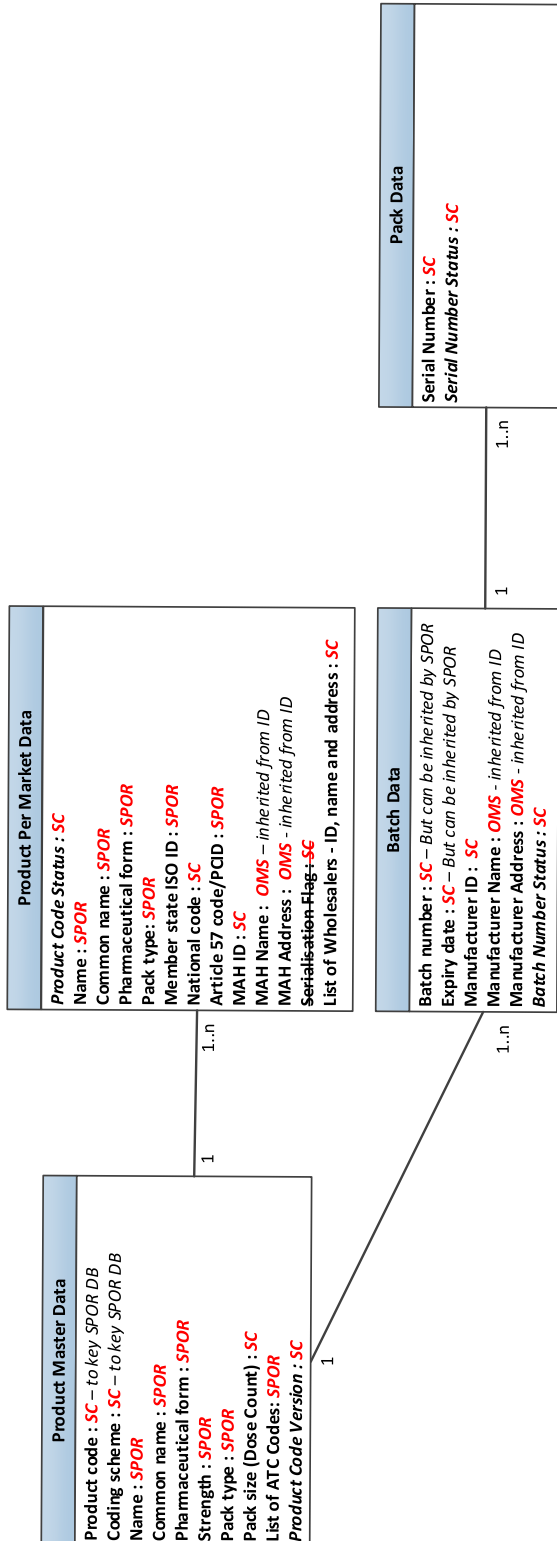 Product Master Data
Product code : SC – to key SPOR DB
Coding scheme : SC – to key SPOR DB
Name : SPOR
Common name : SPOR
Pharmaceutical form : SPOR
Strength : SPOR
Pack type : SPOR
Pack size (Dose Count) : SC
List of ATC Codes: SPOR
Product Code Version : SC
1
1..n
Product Per Market Data
Product Code Status : SC
Name : SPOR
Common name : SPOR
Pharmaceutical form : SPOR
Pack type: SPOR
Member state ISO ID : SPOR
National code : SC
Article 57 code/PCID : SPOR
MAH ID : SC
MAH Name : OMS – inherited from ID
MAH Address : OMS - inherited from ID
Serialisation Flag : SC
List of Wholesalers - ID, name and address : SC
1
1..n
Batch Data
Batch number : SC – But can be inherited by SPOR
Expiry date : SC – But can be inherited by SPOR
Manufacturer ID : SC
Manufacturer Name : OMS - inherited from ID
Manufacturer Address : OMS - inherited from ID
Batch Number Status : SC
1
1..n
Pack Data
Serial Number : SC
Serial Number Status : SC